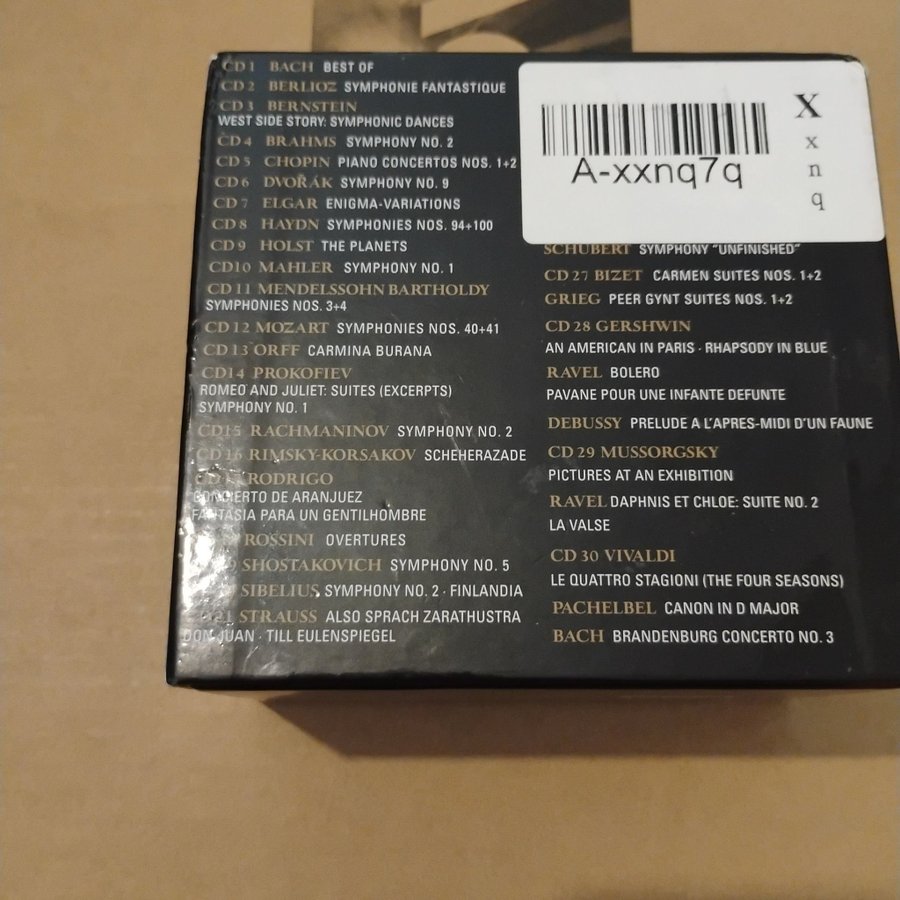 CD 1 BACH BEST OF
CD 2 BERLIOZ SYMPHONIE FANTASTIQUE
CD 3 BERNSTEIN
WEST SIDE STORY: SYMPHONIC DANCES
CD 4 BRAHMS SYMPHONY NO. 2
CD 5 CHOPIN PIANO CONCERTOS NOS. 1+2
CD 6 DVOŘÁK SYMPHONY NO. 9
CD 7 ELGAR ENIGMA-VARIATIONS
CD 8 HAYDN SYMPHONIES NOS. 94+100
CD 9 HOLST THE PLANETS
CD10 MAHLER SYMPHONY NO. 1
CD 11 MENDELSSOHN BARTHOLDY
SYMPHONIES NOS. 3+4
CD 12 MOZART SYMPHONIES NOS. 40+41
CD 13 ORFF CARMINA BURANA
CD14 PROKOFIEV
ROMEO AND JULIET: SUITES (EXCERPTS)
SYMPHONY NO. 1
CD15 RACHMANINOV SYMPHONY NO. 2
CD 16 RIMSKY-KORSAKOV SCHEHERAZADE
RODRIGO
CONCIERTO DE ARANJUEZ
FANTASIA PARA UN GENTILHOMBRE
ROSSINI OVERTURES
SHOSTAKOVICH SYMPHONY NO. 5
SIBELIUS SYMPHONY NO. 2 · FINLANDIA
CD21 STRAUSS ALSO SPRACH ZARATHUSTRA
DON JUAN · TILL EULENSPIEGEL
A-xxnq7q
X
x
n
q
SCHUBERT SYMPHONY "UNFINISHED"
CD 27 BIZET CARMEN SUITES NOS. 1+2
GRIEG PEER GYNT SUITES NOS. 1+2
CD 28 GERSHWIN
AN AMERICAN IN PARIS · RHAPSODY IN BLUE
RAVEL BOLERO
PAVANE POUR UNE INFANTE DEFUNTE
DEBUSSY PRELUDE A L'APRES-MIDI D'UN FAUNE
CD 29 MUSSORGSKY
PICTURES AT AN EXHIBITION
RAVEL DAPHNIS ET CHLOE: SUITE NO. 2
LA VALSE
CD 30 VIVALDI
LE QUATTRO STAGIONI (THE FOUR SEASONS)
PACHELBEL CANON IN D MAJOR
BACH BRANDENBURG CONCERTO NO. 3